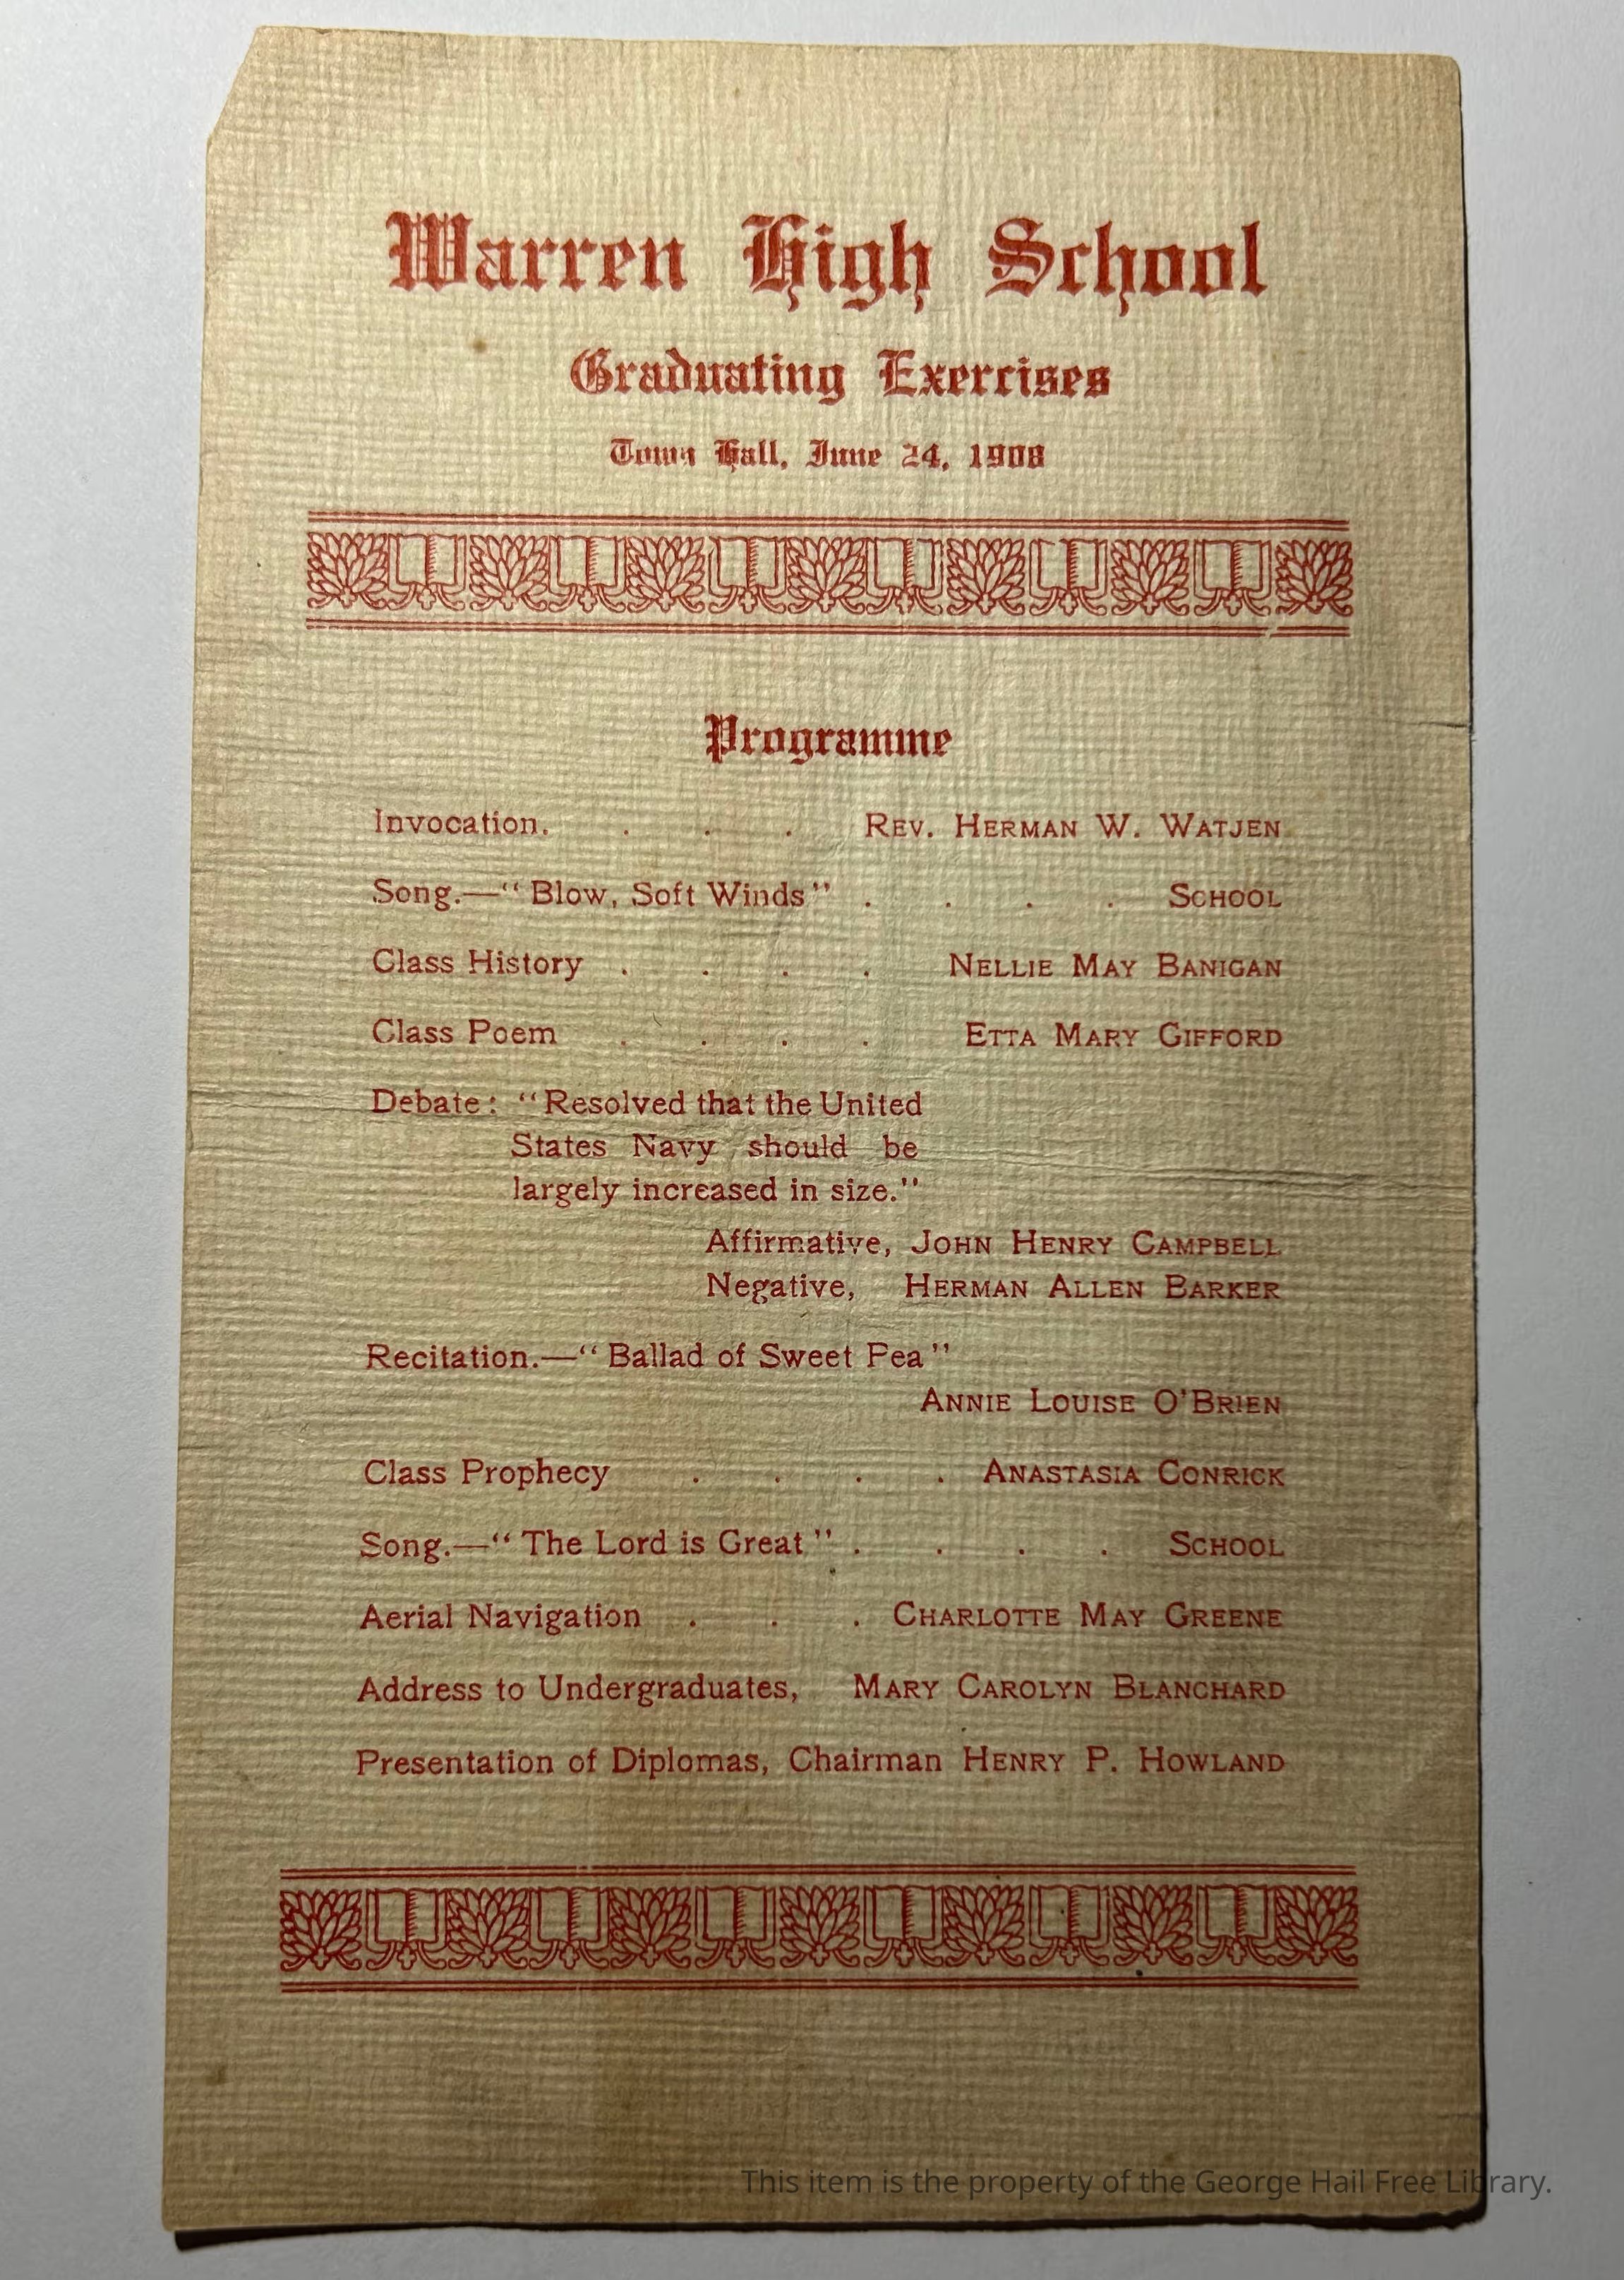 Warren High School
Graduating Exercises
Town Hall, June 24, 1908
Programme
Invocation. . . . REV. HERMAN W. WATJEN
Song.—"Blow, Soft Winds" . . . . SCHOOL
Class History . . . . NELLIE MAY BANIGAN
Class Poem . . . . ETTA MARY GIFFORD
Debate: "Resolved that the United
States Navy should be
largely increased in size."
Affirmative, JOHN HENRY CAMPBELL
Negative, HERMAN ALLEN BARKER
Recitation.—"Ballad of Sweet Pea"
ANNIE LOUISE O'BRIEN
Class Prophecy . . . . ANASTASIA CONRICK
Song.—"The Lord is Great" . . . . SCHOOL
Aerial Navigation . . . CHARLOTTE MAY GREENE
Address to Undergraduates, MARY CAROLYN BLANCHARD
Presentation of Diplomas, Chairman HENRY P. HOWLAND
This item is the property of the George Hail Free Library.